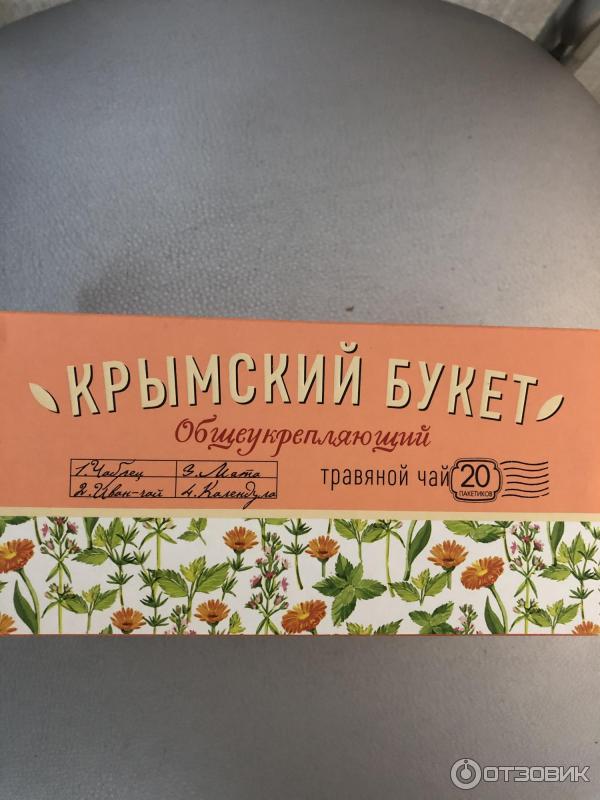 КРЫМСКИЙ БУКЕТ
Общеукрепляющий
1. Чабрец 3. Мята
2. Иван-чай 4. Календула
травяной чай 20 ПАКЕТИКОВ
ОТЗОВИК